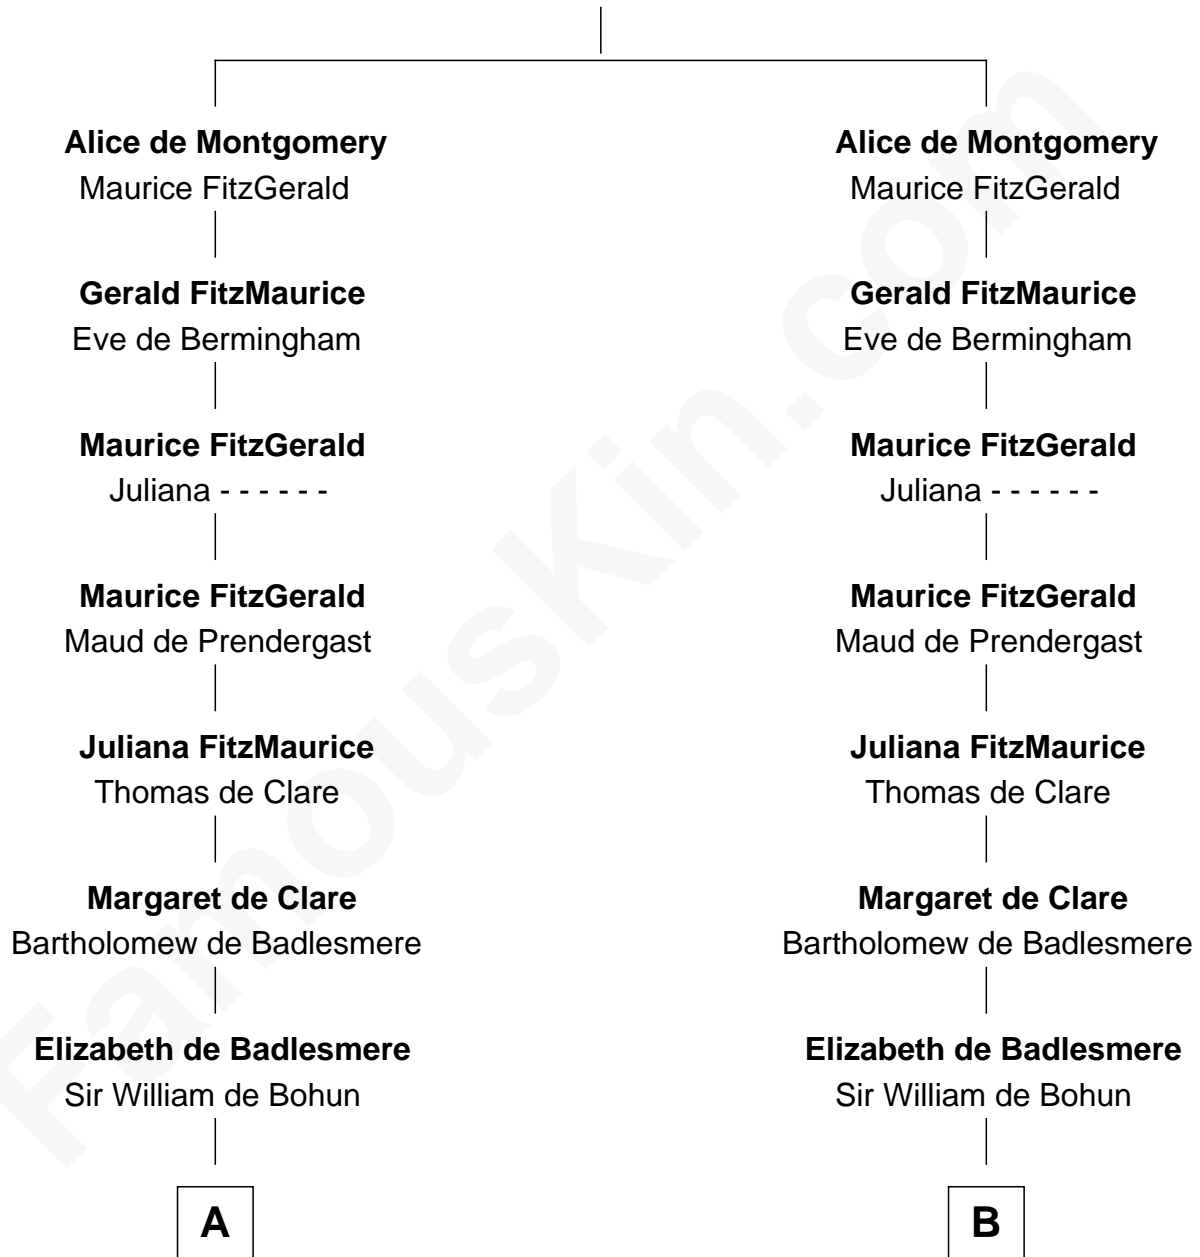 Alice de Montgomery
Maurice FitzGerald
Gerald FitzMaurice
Eve de Bermingham
Maurice FitzGerald
Juliana - - - - - -
Maurice FitzGerald
Maud de Prendergast
Juliana FitzMaurice
Thomas de Clare
Margaret de Clare
Bartholomew de Badlesmere
Elizabeth de Badlesmere
Sir William de Bohun
A
Alice de Montgomery
Maurice FitzGerald
Gerald FitzMaurice
Eve de Bermingham
Maurice FitzGerald
Juliana - - - - - -
Maurice FitzGerald
Maud de Prendergast
Juliana FitzMaurice
Thomas de Clare
Margaret de Clare
Bartholomew de Badlesmere
Elizabeth de Badlesmere
Sir William de Bohun
B
FamousKin.com